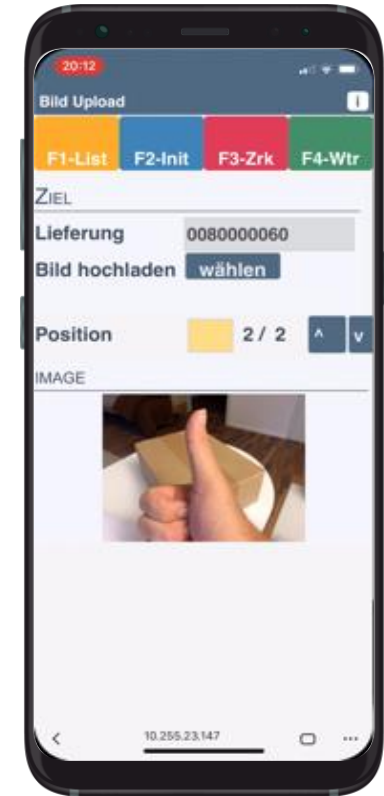 20:12
Bild Upload i
F1-List F2-Init F3-Zrk F4-Wtr
ZIEL
Lieferung 0080000060
Bild hochladen wählen
Position 2 / 2 ^ v
IMAGE
< 10.255.23.147 ...